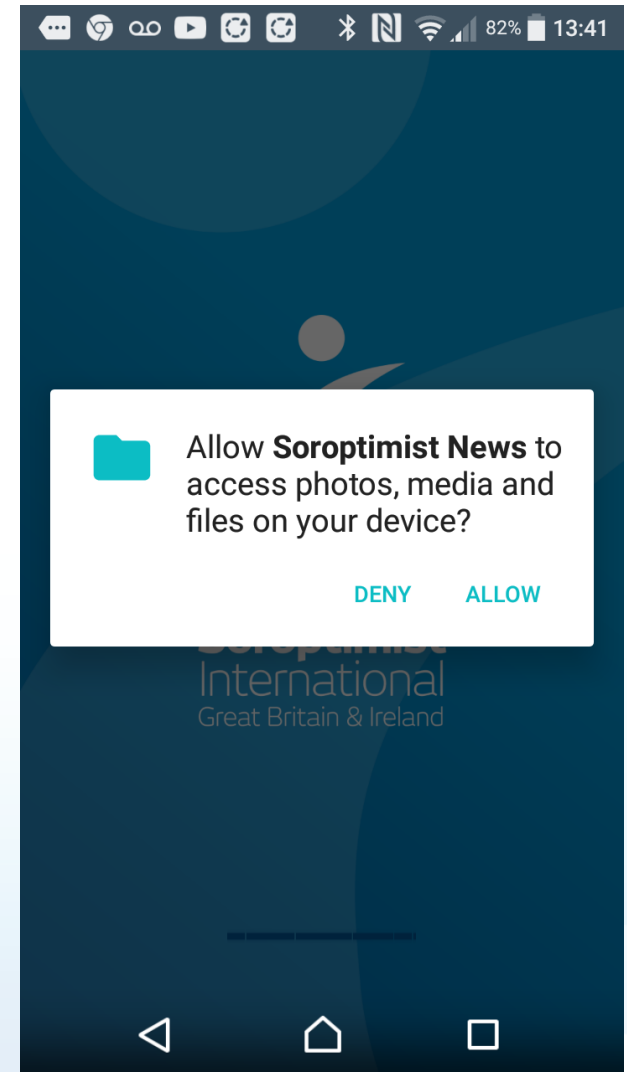 82% 13:41
Allow Soroptimist News to
access photos, media and
files on your device?
DENY ALLOW
Soroptimist
International
Great Britain & Ireland